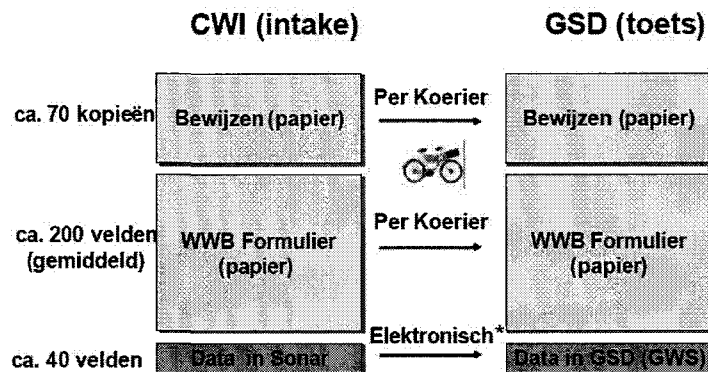 CWI (intake)
GSD (toets)
ca. 70 kopieën
Bewijzen (papier)
Per Koerier
Bewijzen (papier)
ca. 200 velden
(gemiddeld)
WWB Formulier
(papier)
Per Koerier
WWB Formulier
(papier)
ca. 40 velden
Data in Sonar
Elektronisch*
Data in GSD (GWS)